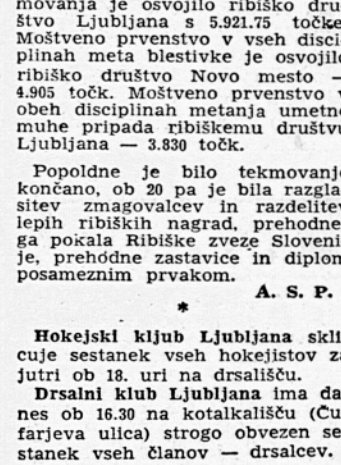 movanja je osvojilo ribiško dru
štvo Ljubljana s 5.921.75 točke
Moštveno prvenstvo v vseh disci
plinah meta blestivke je osvojilo
ribiško društvo Novo mesto —
4.905 točk. Moštveno prvenstvo v
obeh disciplinah metanja umetne
muhe pripada ribiškemu društvu
Ljubljana — 3.830 točk.
Popoldne je bilo tekmovanje
končano, ob 20 pa je bila razgla
sitev zmagovalcev in razdelitev
lepih ribiških nagrad, prehodne
ga pokala Ribiške zveze Sloveni
je, prehodne zastavice in diplom
posameznim prvakom.
A. S. P.
*
Hokejski kljub Ljubljana skli
cuje sestanek vseh hokejistov za
jutri ob 18. uri na drsališču.
Drsalni klub Ljubljana ima da
nes ob 16.30 na kotalkališču (Ču
farjeva ulica) strogo obvezen se
stanek vseh članov — drsalcev.